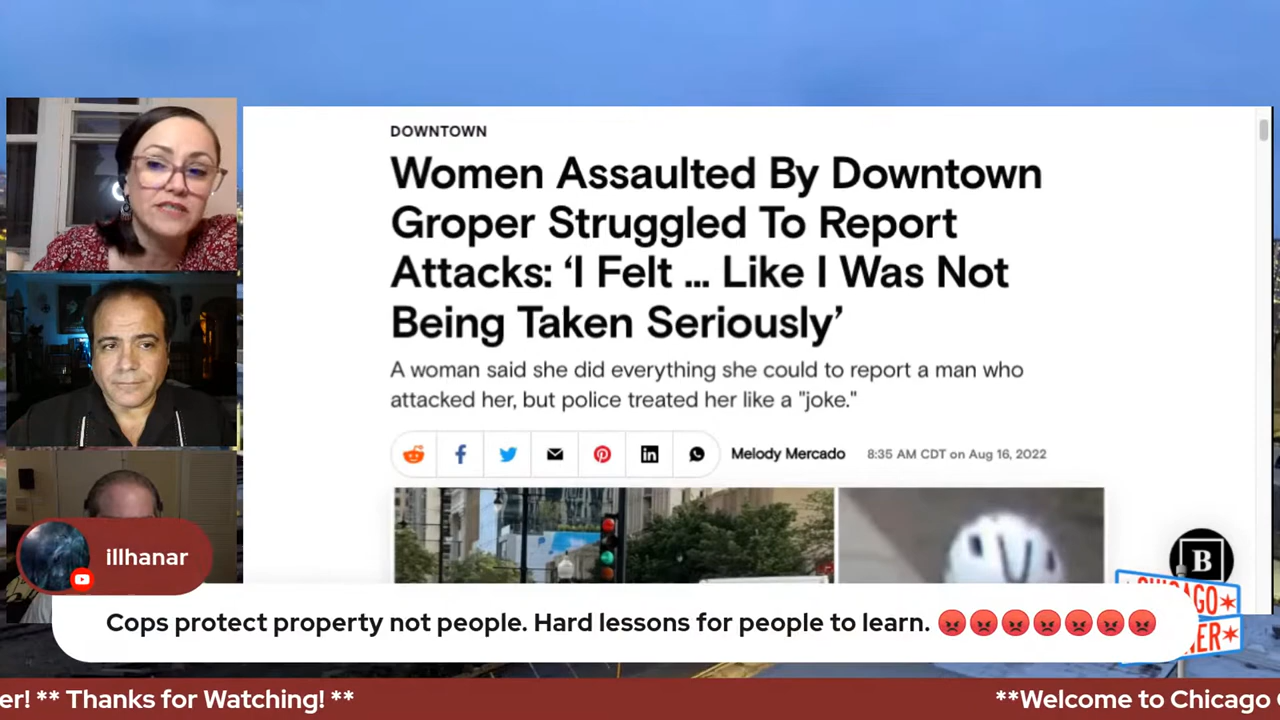 DOWNTOWN
Women Assaulted By Downtown
Groper Struggled To Report
Attacks: ‘I Felt ... Like I Was Not
Being Taken Seriously’
A woman said she did everything she could to report a man who
attacked her, but police treated her like a "joke."
Melody Mercado 8:35 AM CDT on Aug 16, 2022
B
illhanar
Cops protect property not people. Hard lessons for people to learn. 😡😡😡😡😡😡😡
er! ** Thanks for Watching! ** **Welcome to Chicago